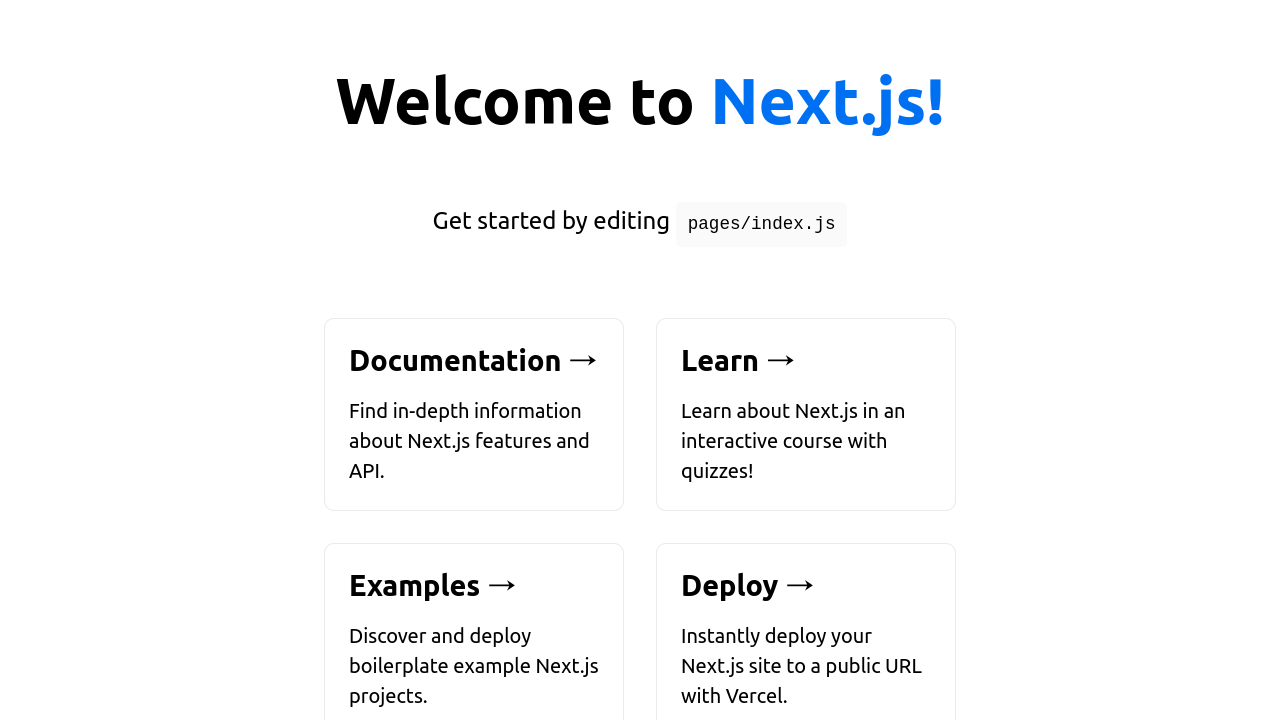 Welcome to Next.js!
Get started by editing pages/index.js
Documentation →
Find in-depth information
about Next.js features and
API.
Learn →
Learn about Next.js in an
interactive course with
quizzes!
Examples →
Discover and deploy
boilerplate example Next.js
projects.
Deploy →
Instantly deploy your
Next.js site to a public URL
with Vercel.